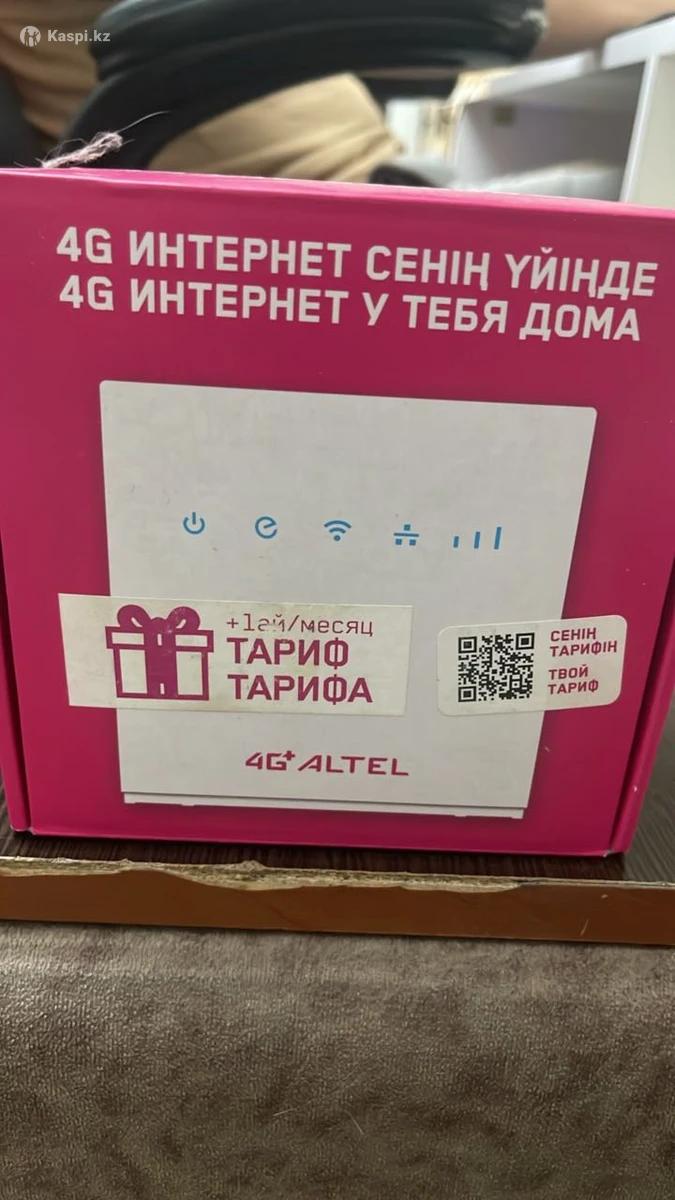 Kaspi.kz
4G ИНТЕРНЕТ СЕНІҢ ҮЙІҢДЕ
4G ИНТЕРНЕТ У ТЕБЯ ДОМА
+1ай/месяц
ТАРИФ
ТАРИФА
СЕНІҢ
ТАРИФІҢ
ТВОЙ
ТАРИФ
4G+ ALTEL